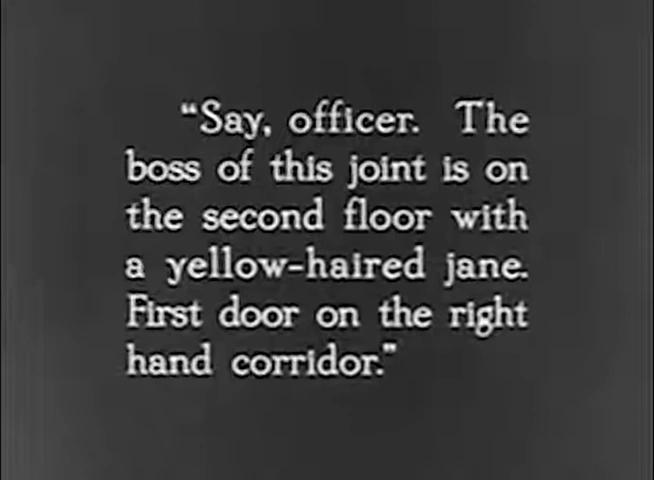 “Say, officer. The
boss of this joint is on
the second floor with
a yellow-haired jane.
First door on the right
hand corridor.”